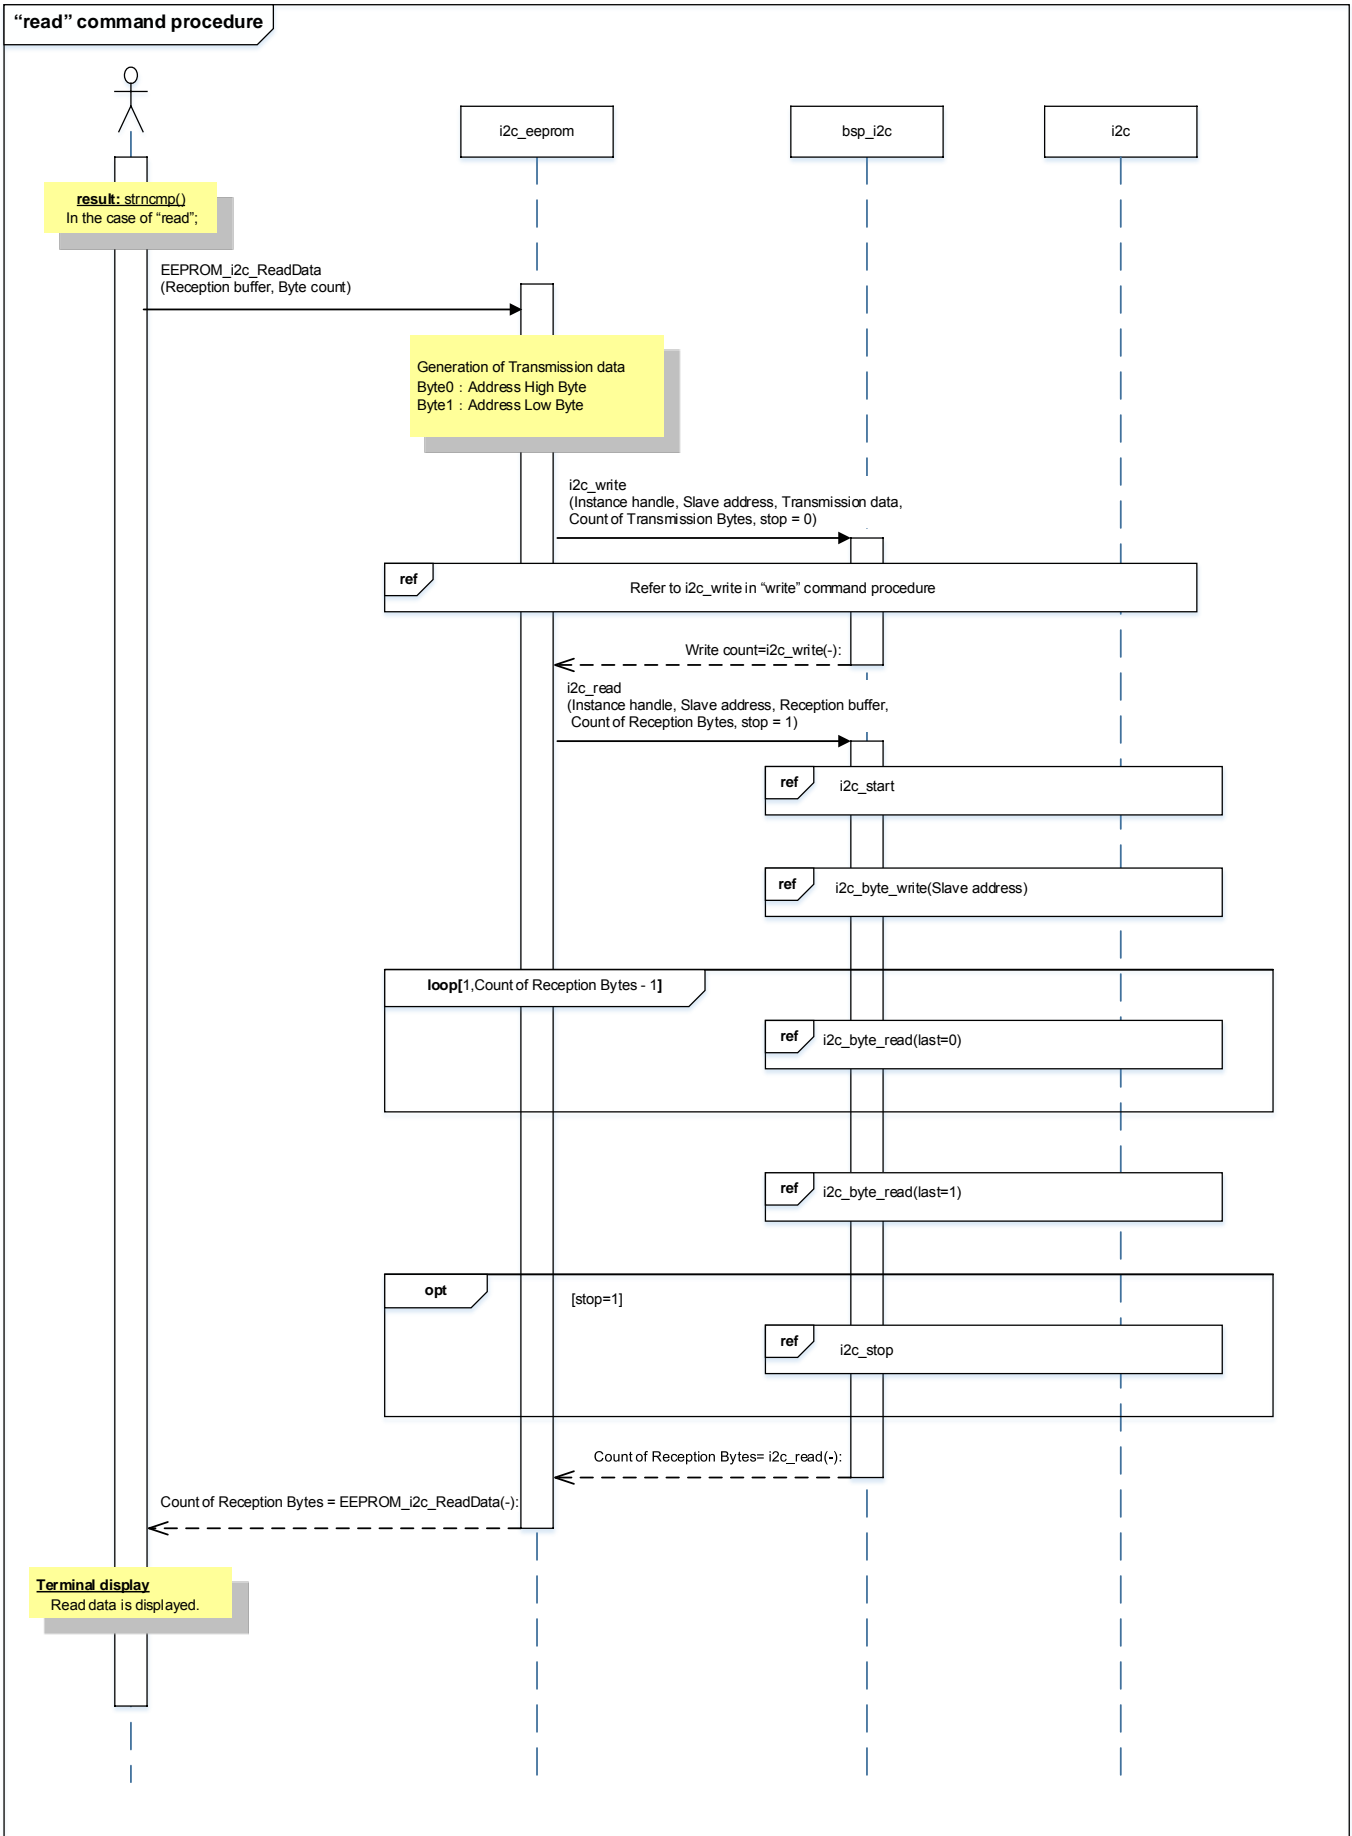 “read” command procedure
i2c_eeprom
bsp_i2c
i2c
result: strncmp()
In the case of “read”;
EEPROM_i2c_ReadData
(Reception buffer, Byte count)
Generation of Transmission data
Byte0 : Address High Byte
Byte1 : Address Low Byte
i2c_write
(Instance handle, Slave address, Transmission data,
Count of Transmission Bytes, stop = 0)
ref
Refer to i2c_write in “write” command procedure
Write count=i2c_write(-):
i2c_read
(Instance handle, Slave address, Reception buffer,
Count of Reception Bytes, stop = 1)
ref
i2c_start
ref
i2c_byte_write(Slave address)
loop[1,Count of Reception Bytes - 1]
ref
i2c_byte_read(last=0)
ref
i2c_byte_read(last=1)
opt
[stop=1]
ref
i2c_stop
Count of Reception Bytes= i2c_read(-):
Count of Reception Bytes = EEPROM_i2c_ReadData(-):
Terminal display
Read data is displayed.